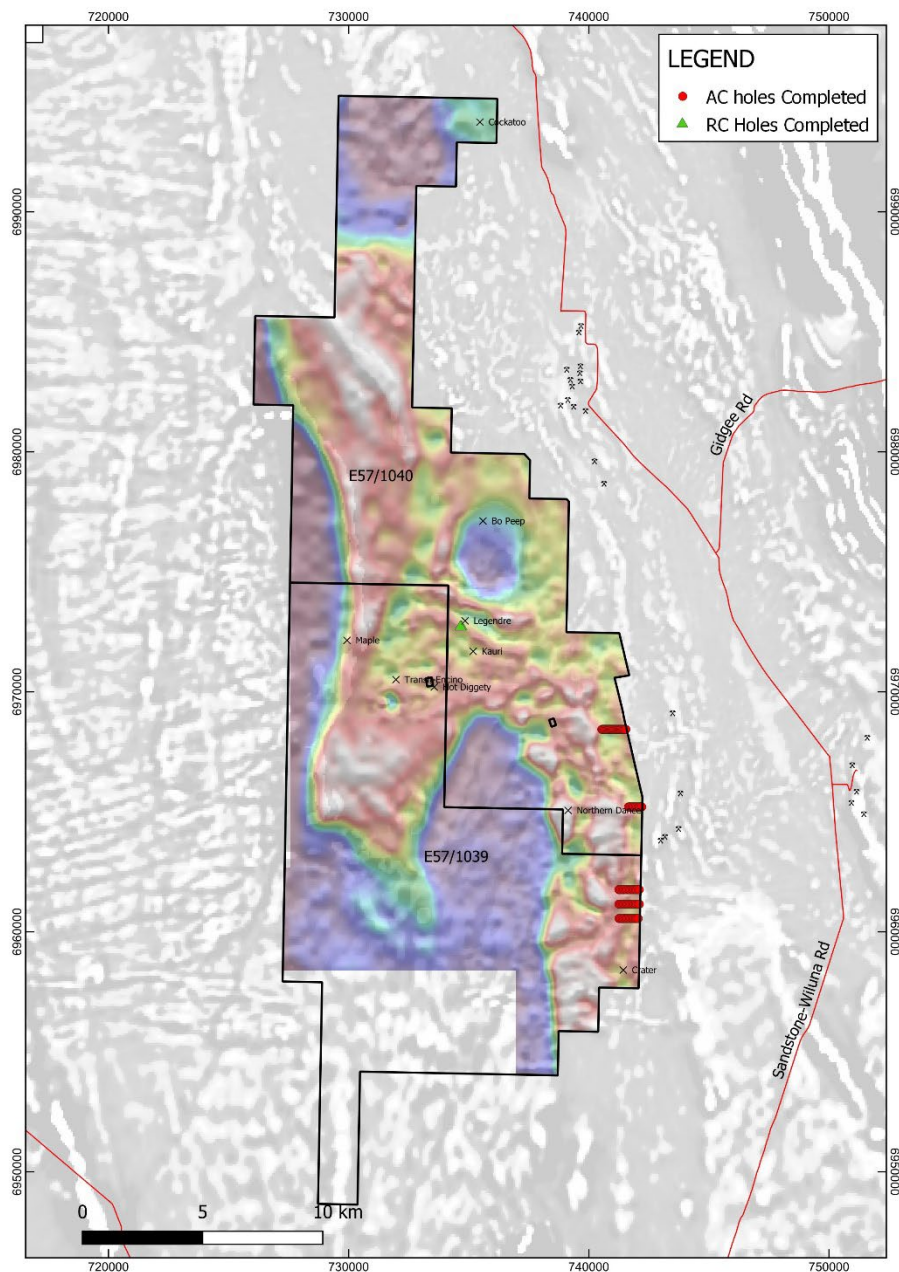 720000
730000
740000
750000
LEGEND
AC holes Completed
RC Holes Completed
Cockatoo
6990000
6990000
Gidgee Rd
6980000
6980000
E57/1040
Bo Peep
Legendre
Maple
Kauri
Hot Diggety
6970000
6970000
Northern Dancer
E57/1039
6960000
6960000
Crater
Sandstone-Wiluna Rd
6950000
6950000
0
5
10 km
720000
730000
740000
750000